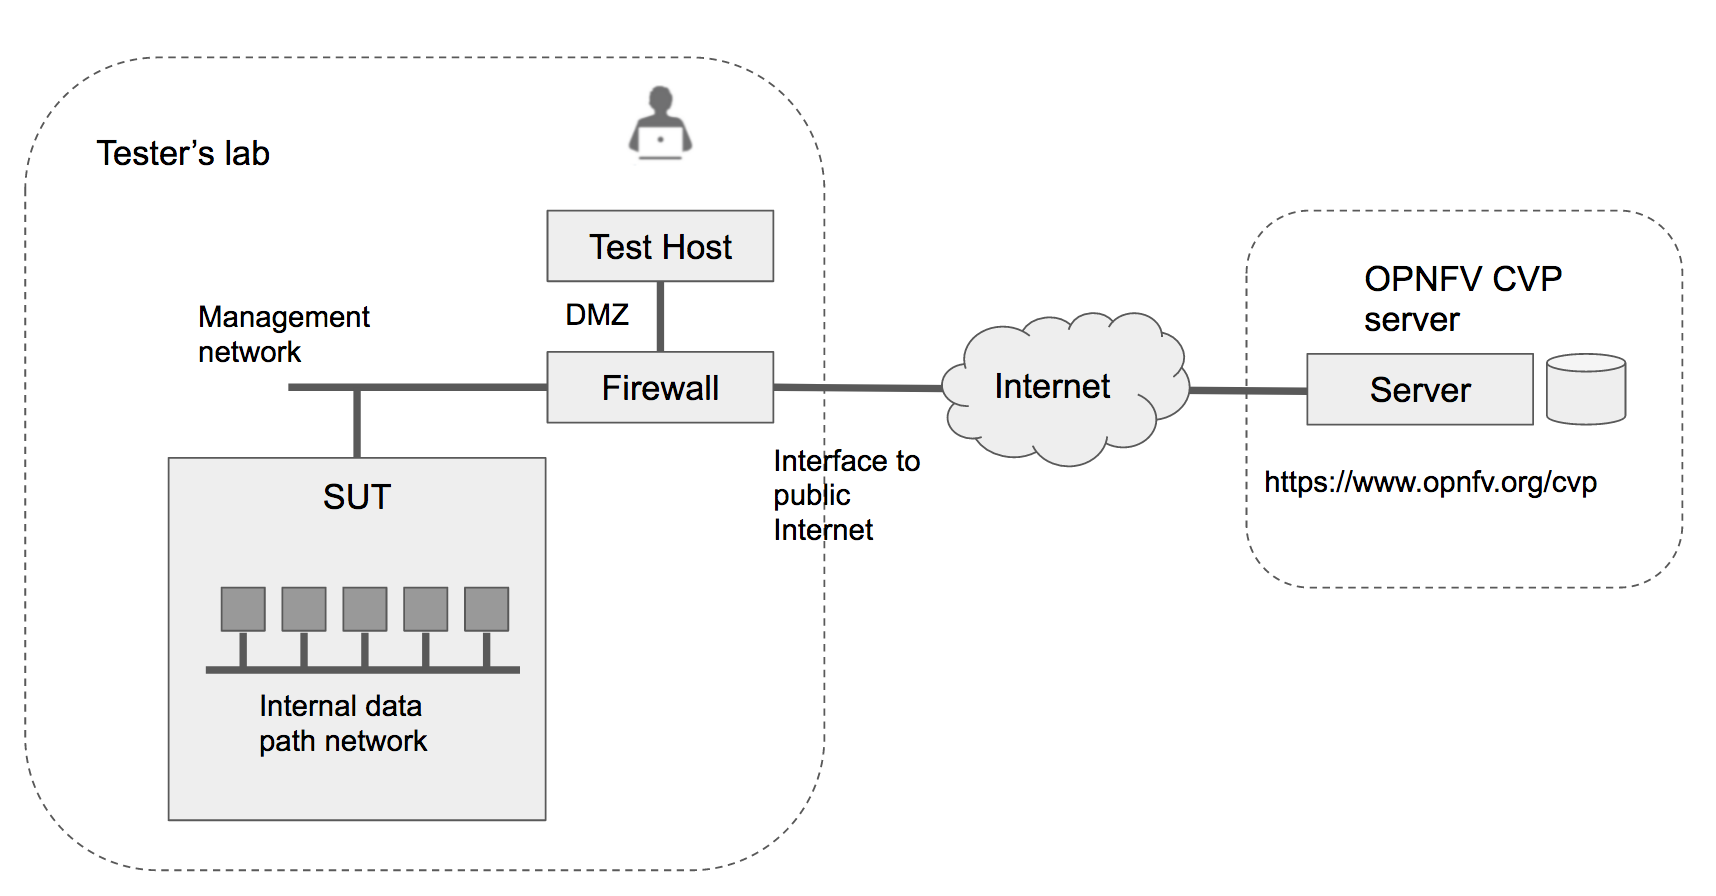 Tester’s lab
Test Host
DMZ
Management
network
Firewall
SUT
Internal data
path network
Interface to
public
Internet
Internet
OPNFV CVP
server
Server
https://www.opnfv.org/cvp